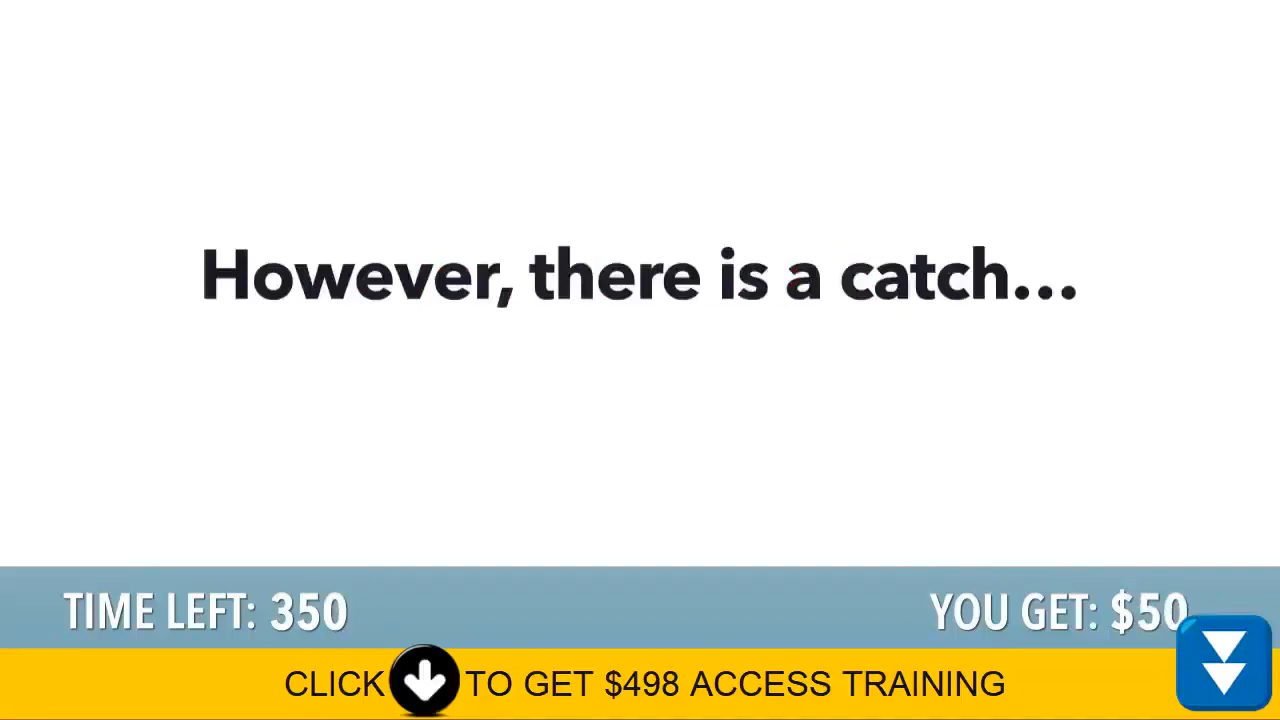 However, there is a catch...
TIME LEFT: 350
YOU GET: $50
CLICK TO GET $498 ACCESS TRAINING